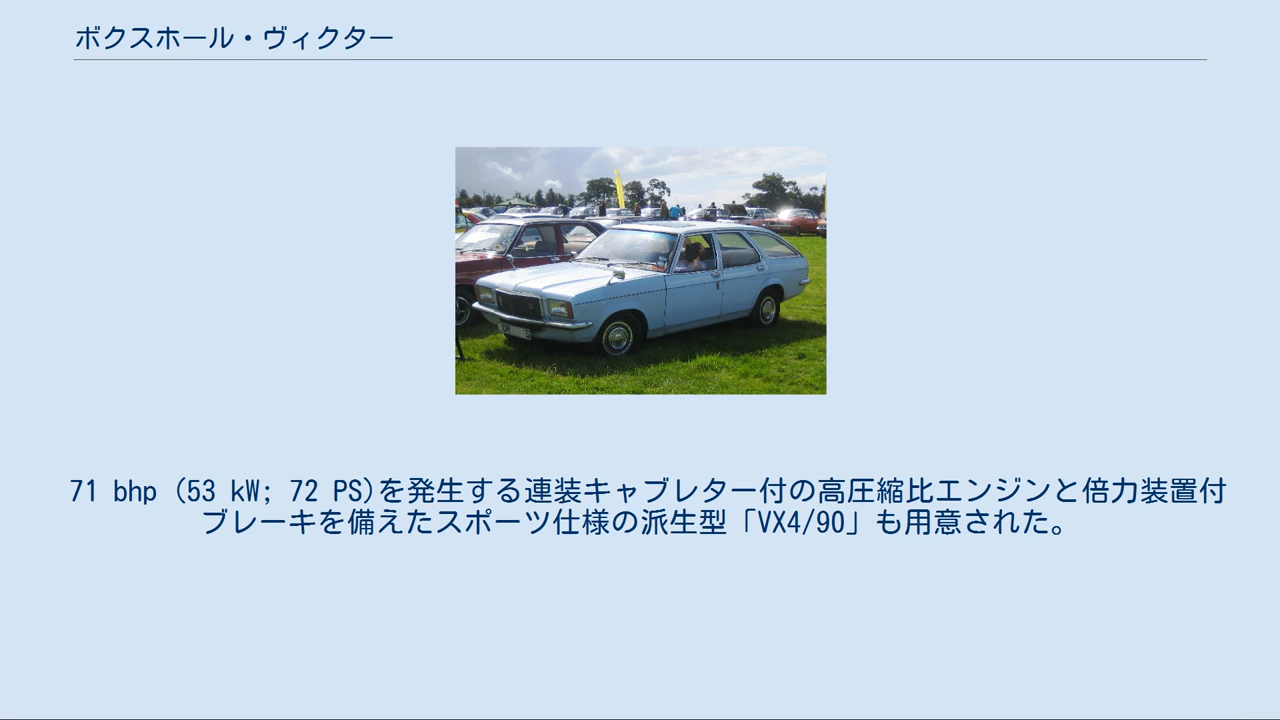 ボクスホール・ヴィクター
71 bhp (53 kW; 72 PS)を発生する連装キャブレター付の高圧縮比エンジンと倍力装置付
ブレーキを備えたスポーツ仕様の派生型「VX4/90」も用意された。